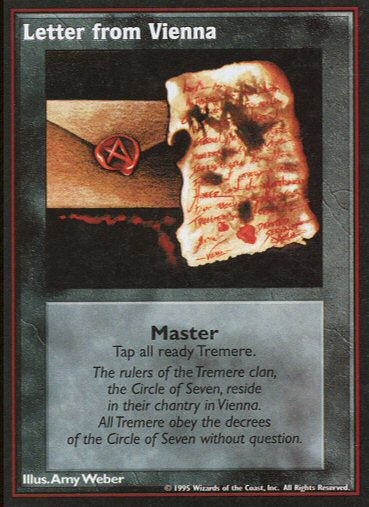 Letter from Vienna
Master
Tap all ready Tremere.
The rulers of the Tremere clan,
the Circle of Seven, reside
in their chantry in Vienna.
All Tremere obey the decrees
of the Circle of Seven without question.
Illus. Amy Weber
© 1995 Wizards of the Coast, Inc. All Rights Reserved.